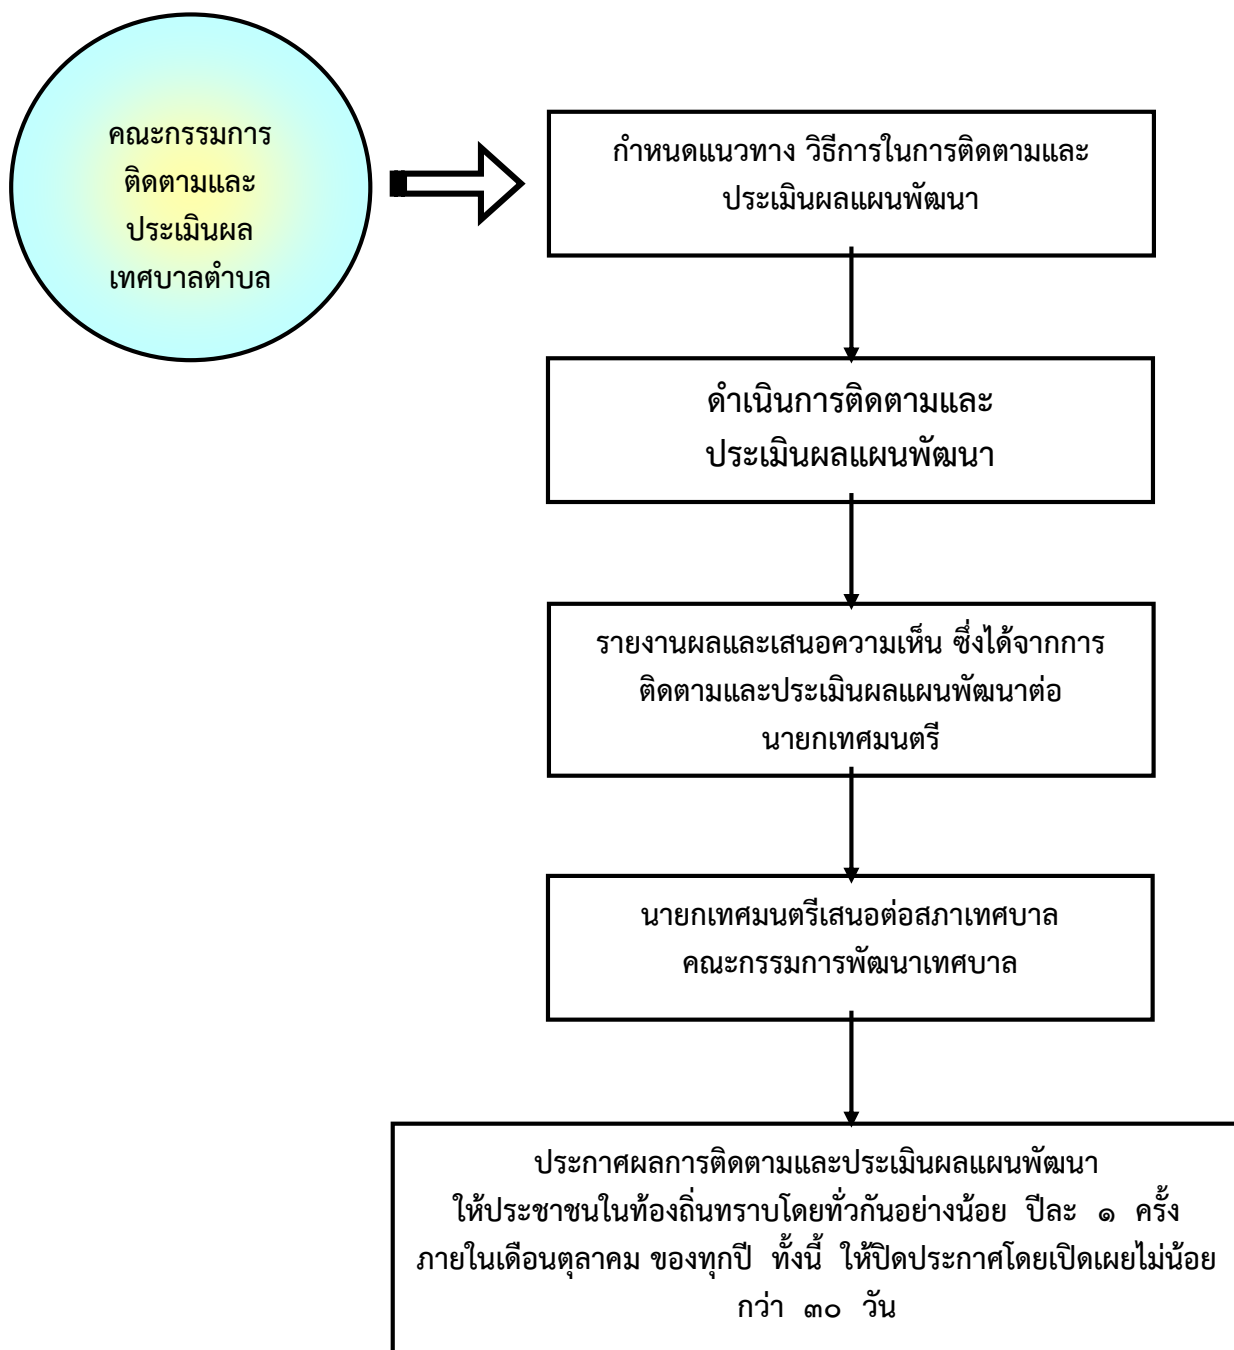 คณะกรรมการ
ติดตามและ
ประเมินผล
เทศบาลตำบล
กำหนดแนวทาง วิธีการในการติดตามและ
ประเมินผลแผนพัฒนา
ดำเนินการติดตามและ
ประเมินผลแผนพัฒนา
รายงานผลและเสนอความเห็น ซึ่งได้จากการ
ติดตามและประเมินผลแผนพัฒนาต่อ
นายกเทศมนตรี
นายกเทศมนตรีเสนอต่อสภาเทศบาล
คณะกรรมการพัฒนาเทศบาล
ประกาศผลการติดตามและประเมินผลแผนพัฒนา
ให้ประชาชนในท้องถิ่นทราบโดยทั่วกันอย่างน้อย ปีละ ๑ ครั้ง
ภายในเดือนตุลาคม ของทุกปี ทั้งนี้ ให้ปิดประกาศโดยเปิดเผยไม่น้อย
กว่า ๓๐ วัน